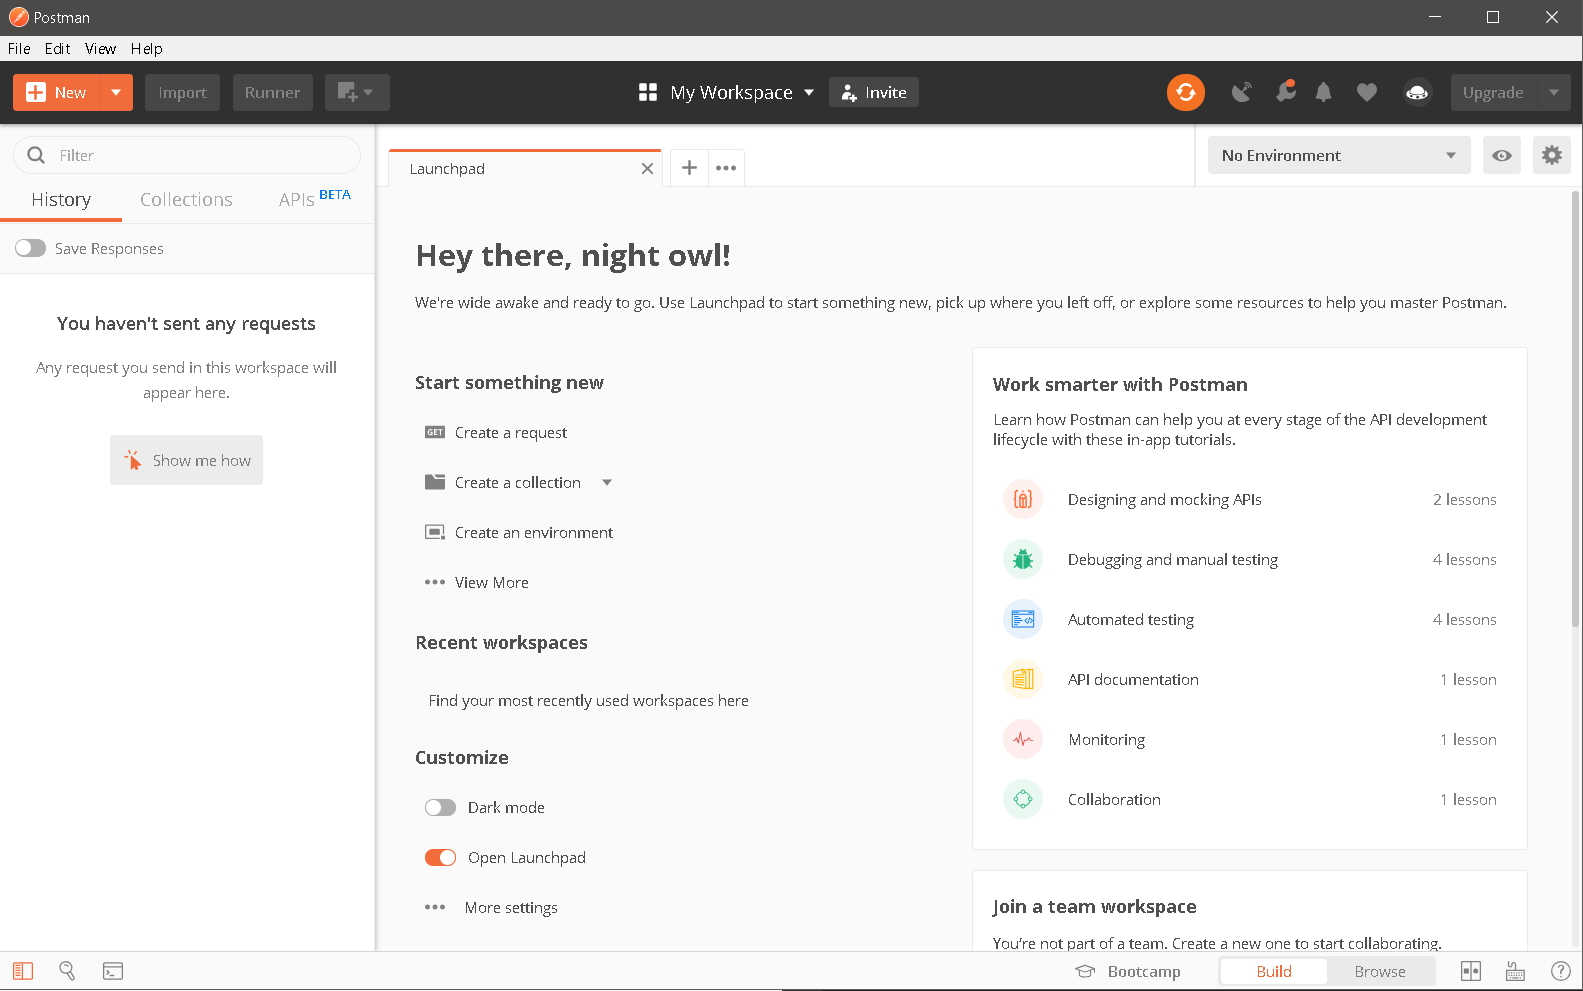 Postman
File Edit View Help
New Import Runner My Workspace Invite Upgrade
Filter
Launchpad
No Environment
History Collections APIs BETA
Save Responses
You haven't sent any requests
Any request you send in this workspace will
appear here.
Show me how
Hey there, night owl!
We're wide awake and ready to go. Use Launchpad to start something new, pick up where you left off, or explore some resources to help you master Postman.
Start something new
GET Create a request
Create a collection
Create an environment
View More
Recent workspaces
Find your most recently used workspaces here
Customize
Dark mode
Open Launchpad
More settings
Work smarter with Postman
Learn how Postman can help you at every stage of the API development
lifecycle with these in-app tutorials.
Designing and mocking APIs 2 lessons
Debugging and manual testing 4 lessons
Automated testing 4 lessons
API documentation 1 lesson
Monitoring 1 lesson
Collaboration 1 lesson
Join a team workspace
You're not part of a team. Create a new one to start collaborating.
Bootcamp Build Browse